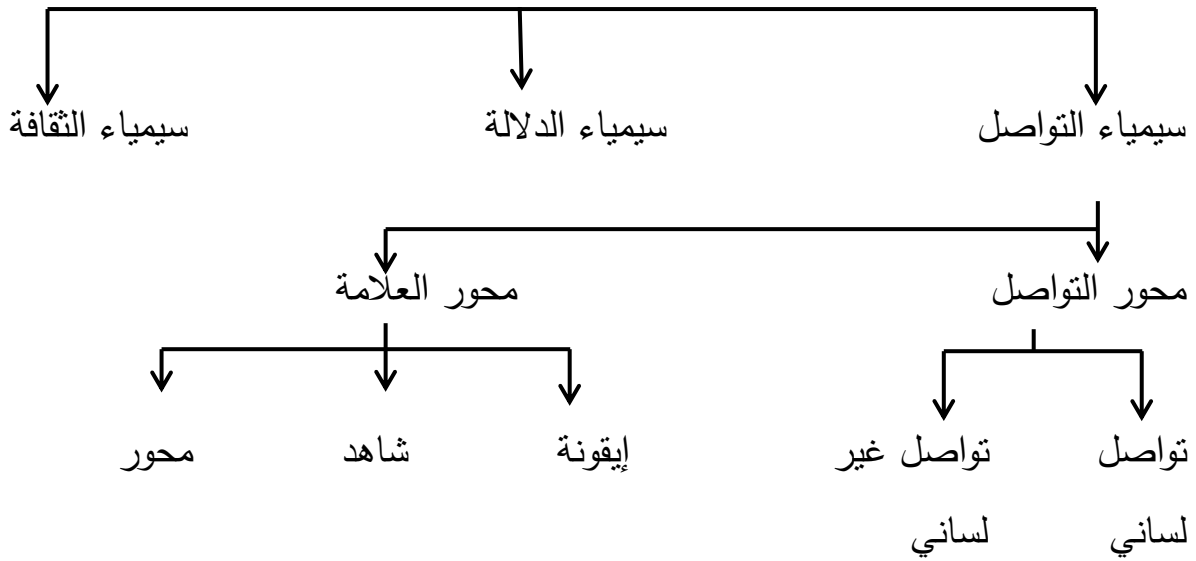 سيمياء التواصل
سيمياء الدلالة
سيمياء الثقافة
محور التواصل
محور العلامة
تواصل
لساني
تواصل غير
لساني
إيقونة
شاهد
محور